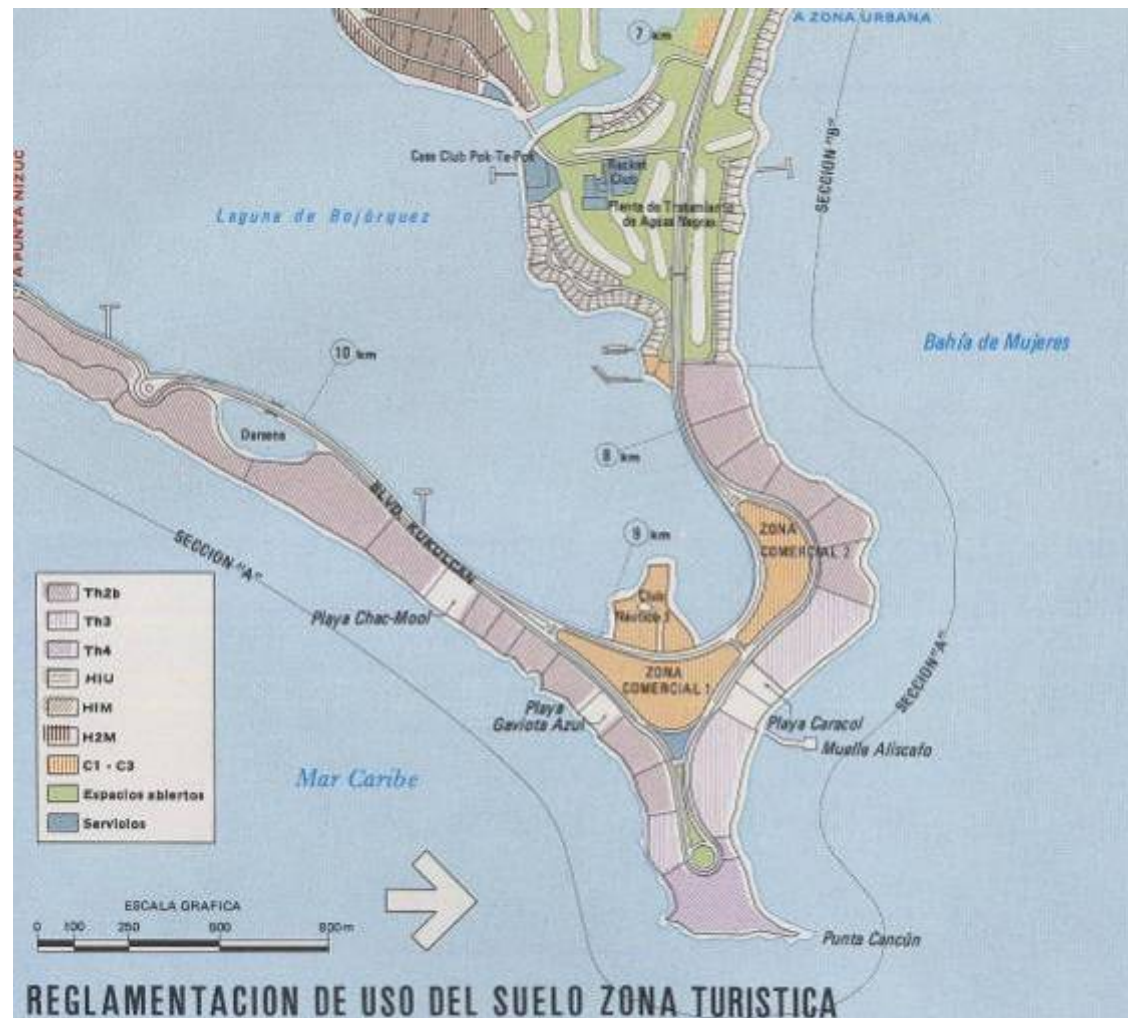 A ZONA URBANA
7 km
A PUNTA NIZUC
SECCION "B"
Casa Club Pok-Ta-Pok
Racket
Club
Planta de Tratamiento
de Aguas Negras
Laguna de Bojórquez
Bahía de Mujeres
10 km
Darsena
8 km
BLVD. KUKULCAN
SECCION "A"
ZONA
COMERCIAL 2
9 km
Club
Nautico 3
Playa Chac-Mool
ZONA
COMERCIAL 1
SECCION "A"
Playa
Gaviota Azul
Playa Caracol
Muelle Aliscafo
Mar Caribe
Th2b
Th3
Th4
H1U
H1M
H2M
C1 - C3
Espacios abiertos
Servicios
ESCALA GRAFICA
0 100 250 500 800m
Punta Cancún
REGLAMENTACION DE USO DEL SUELO ZONA TURISTICA